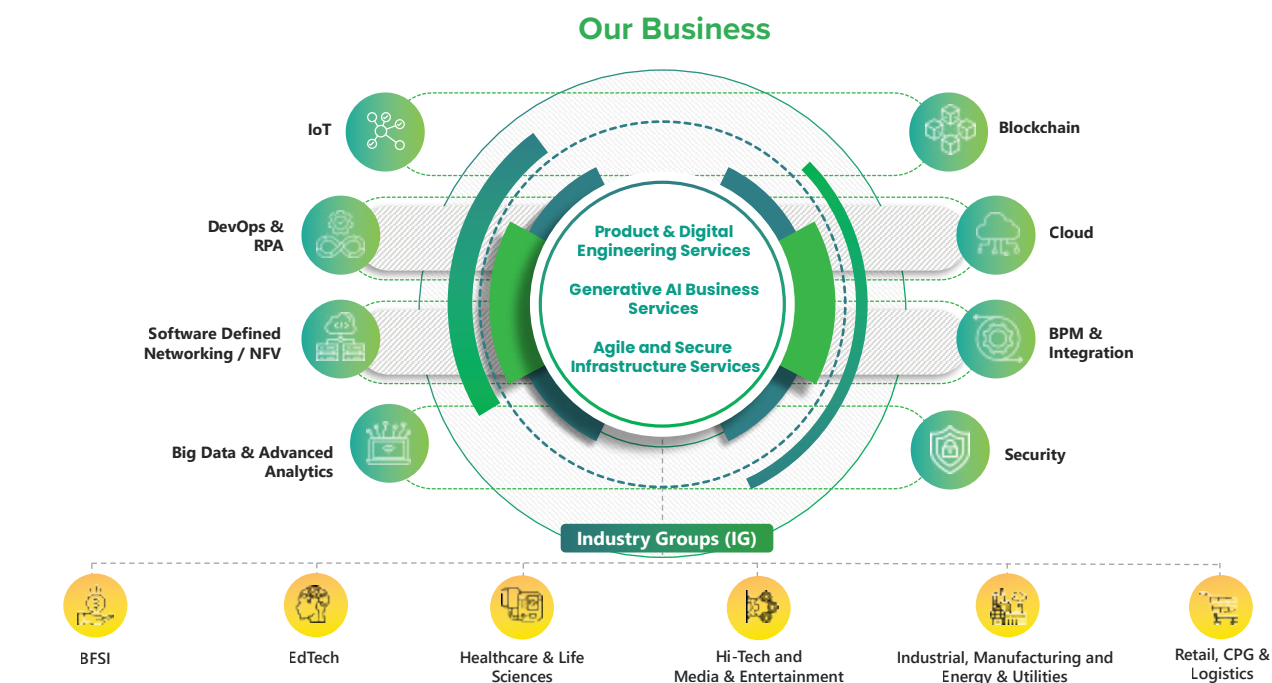 Our Business
IoT
Blockchain
DevOps &
RPA
Cloud
Product & Digital
Engineering Services
Generative AI Business
Services
Agile and Secure
Infrastructure Services
Software Defined
Networking / NFV
BPM &
Integration
Big Data & Advanced
Analytics
Security
Industry Groups (IG)
BFSI
EdTech
Healthcare & Life
Sciences
Hi-Tech and
Media & Entertainment
Industrial, Manufacturing and
Energy & Utilities
Retail, CPG &
Logistics